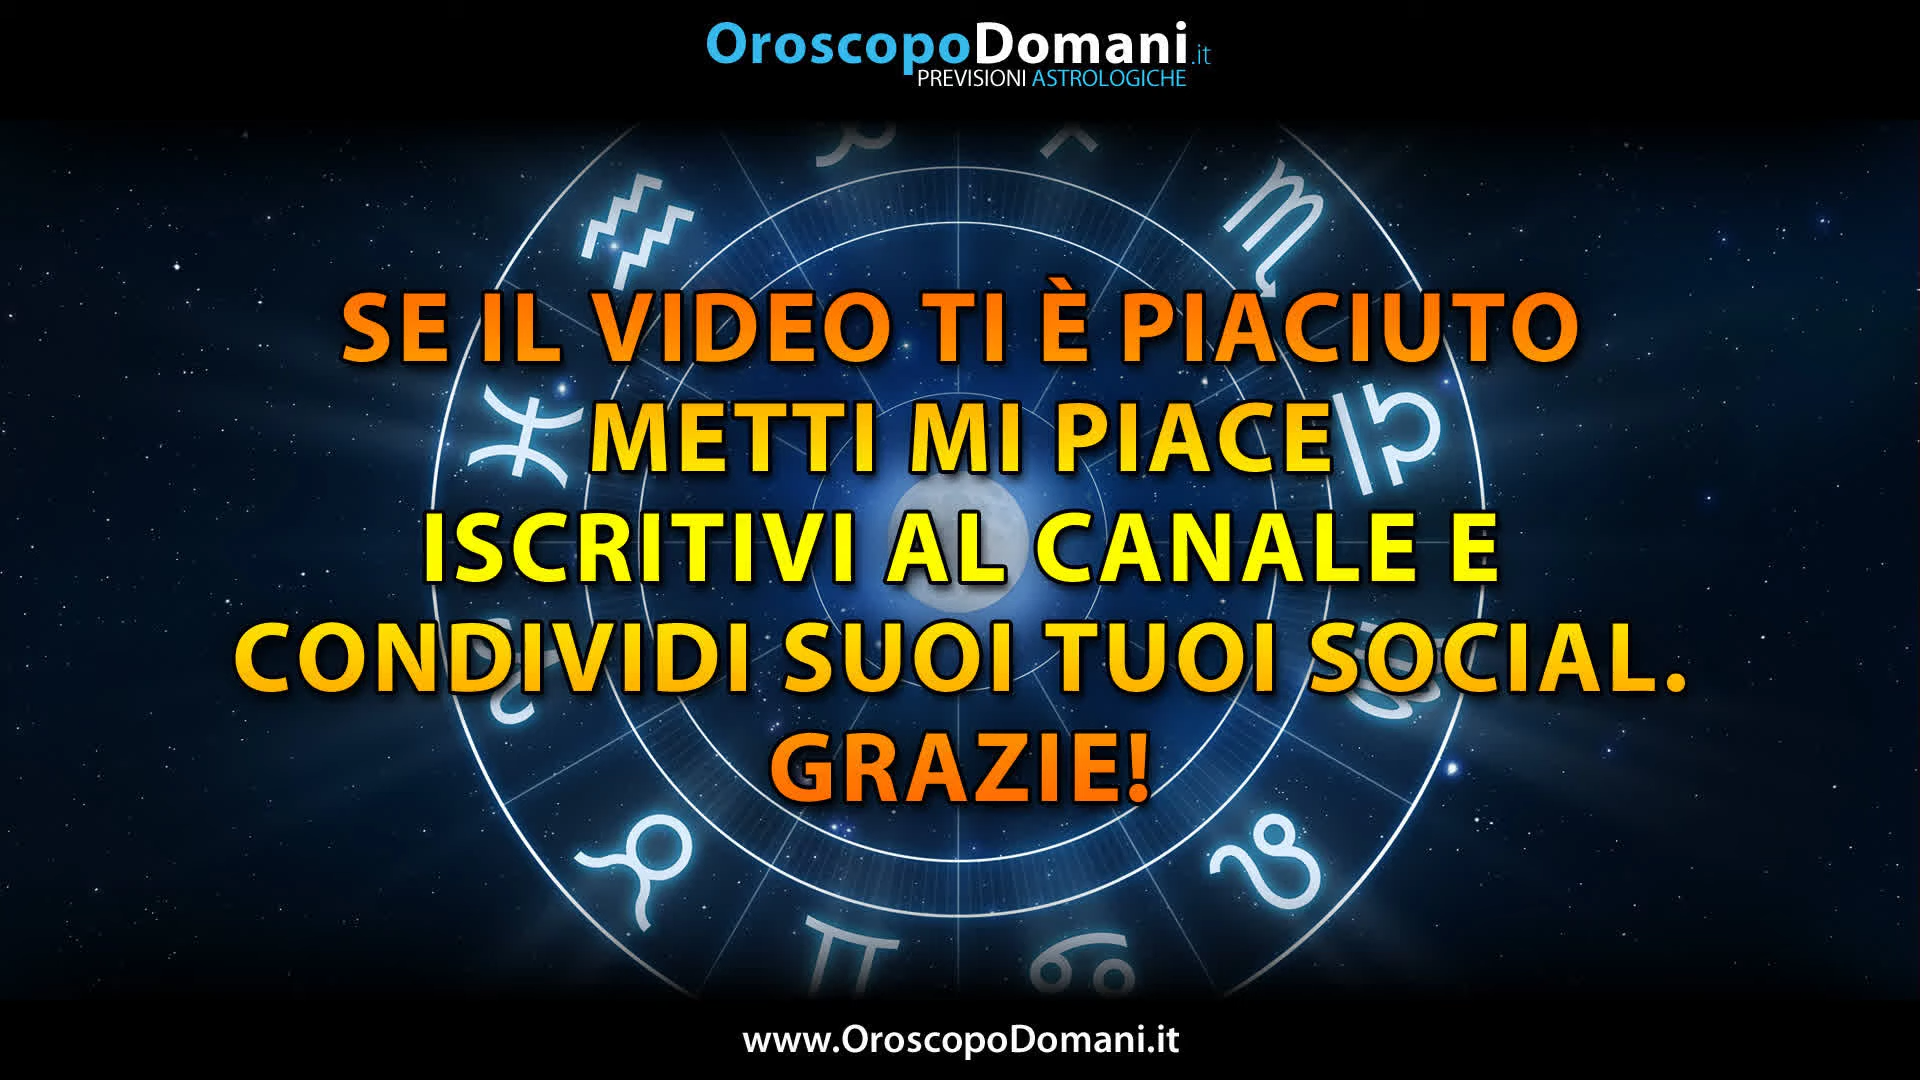 OroscopoDomani.it
PREVISIONI ASTROLOGICHE
SE IL VIDEO TI È PIACIUTO
METTI MI PIACE
ISCRITIVI AL CANALE E
CONDIVIDI SUOI TUOI SOCIAL.
GRAZIE!
www.OroscopoDomani.it